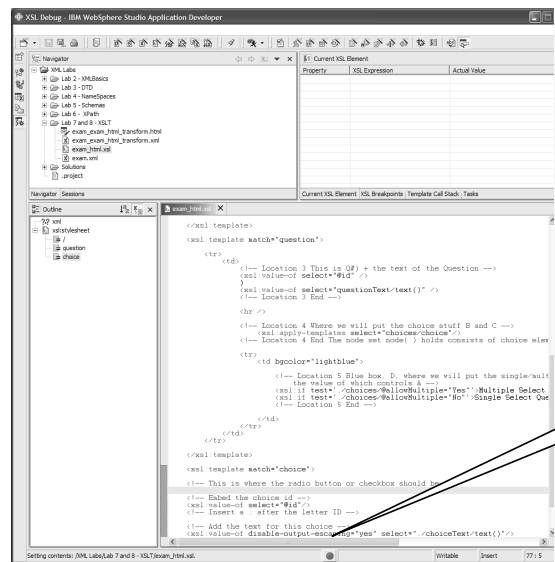 XSL Debug - IBM WebSphere Studio Application Developer
Navigator
XML Labs
Lab 2 - XMLBasics
Lab 3 - DTD
Lab 4 - NameSpaces
Lab 5 - Schemas
Lab 6 - XPath
Lab 7 and 8 - XSLT
exam_exam_html_transform.html
exam_exam_html_transform.xml
exam_html.xsl
exam.xml
Solutions
.project
Navigator Sessions
Current XSL Element
Property XSL Expression Actual Value
Current XSL Element XSL Breakpoints Template Call Stack Tasks
Outline
xml
xsl:stylesheet
/
question
choice
exam_html.xsl
</xsl:template>
<xsl:template match="question">
<tr>
<td>
<!-- Location 3 This is Q#) + the text of the Question -->
<xsl:value-of select="@id" />
)
<xsl:value-of select="questionText/text()" />
<!-- Location 3 End -->
<hr />
<!-- Location 4 Where we will put the choice stuff B and C -->
<xsl:apply-templates select="choices/choice"/>
<!-- Location 4 End The node set node( ) holds consists of choice elem
<tr>
<td bgcolor="lightblue">
<!-- Location 5 Blue box, D, where we will put the single/mult
the value of which controls A -->
<xsl:if test='./choices/@allowMultiple="Yes"'>Multiple Select
<xsl:if test='./choices/@allowMultiple="No"'>Single Select Que
<!-- Location 5 End -->
</td>
</tr>
</td>
</tr>
</xsl:template>
<xsl:template match="choice">
<!-- This is where the radio button or checkbox should be
<!-- Embed the choice id -->
<xsl:value-of select="@id"/>
<!-- Insert a . after the letter ID -->
<!-- Add the text for this choice -->
<xsl:value-of disable-output-escaping="yes" select="./choiceText/text()"/>
Setting contents: /XML Labs/Lab 7 and 8 - XSLT/exam_html.xsl. Writable Insert 77 : 5